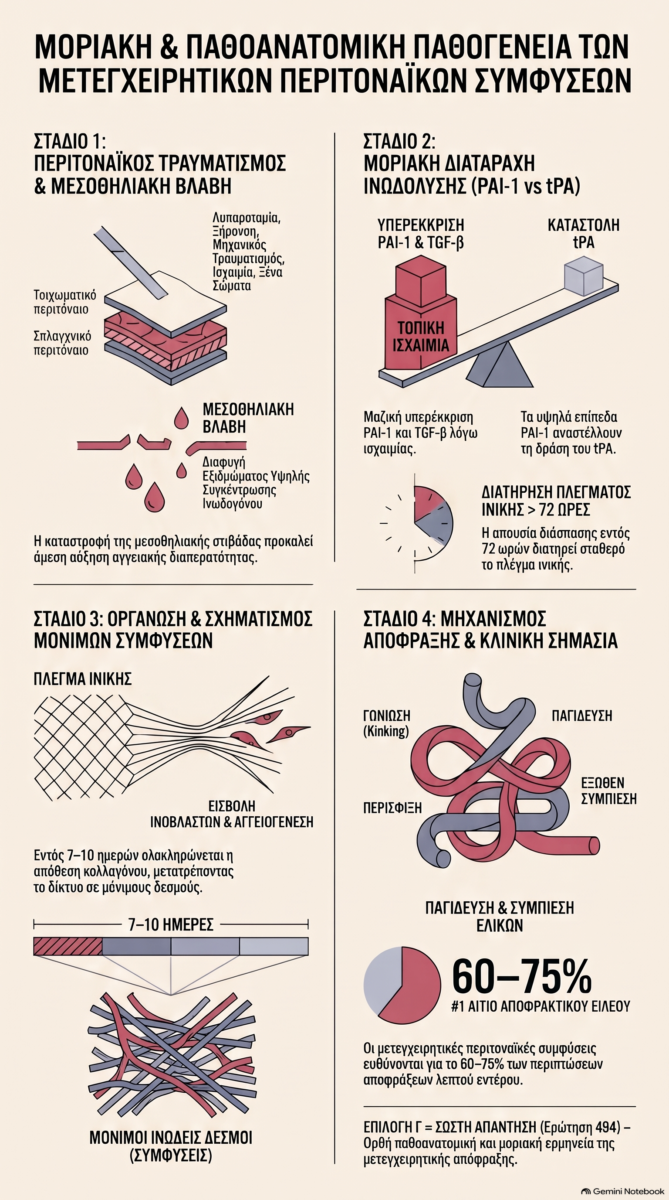 ΜΟΡΙΑΚΗ & ΠΑΘΟΑΝΑΤΟΜΙΚΗ ΠΑΘΟΓΕΝΕΙΑ ΤΩΝ
ΜΕΤΕΓΧΕΙΡΗΤΙΚΩΝ ΠΕΡΙΤΟΝΑΪΚΩΝ ΣΥΜΦΥΣΕΩΝ
ΣΤΑΔΙΟ 1:
ΠΕΡΙΤΟΝΑΪΚΟΣ ΤΡΑΥΜΑΤΙΣΜΟΣ
& ΜΕΣΟΘΗΛΙΑΚΗ ΒΛΑΒΗ
Λυπαροτομία,
Ξήρονση,
Μηχανικός
Τραυματισμός,
Ισχαιμία, Ξένα
Σώματα
Τοιχωματικό
περιτόναιο
Σπλαγχνικό
περιτόναιο
ΜΕΣΟΘΗΛΙΑΚΗ
ΒΛΑΒΗ
Διαφυγή
Εξιδμώματος Υψηλής
Συγκέντρωσης
Ινωδογόνου
Η καταστροφή της μεσοθηλιακής στιβάδας προκαλεί
άμεση αόξηση αγγειακής διαπερατότητας.
ΣΤΑΔΙΟ 2:
ΜΟΡΙΑΚΗ ΔΙΑΤΑΡΑΧΗ
ΙΝΩΔΟΛΥΣΗΣ (PAI-1 vs tPA)
ΥΠΕΡΕΚΚΡΙΣΗ
PAI-1 & TGF-β
ΚΑΤΑΣΤΟΛΗ
tPA
ΤΟΠΙΚΗ
ΙΣΧΑΙΜΙΑ
Μαζική υπερέκκριση
PAI-1 και TGF-β λόγω
ισχαιμίας.
Τα υψηλά επίπεδα
PAI-1 αναστέλλουν
τη δράση του tPA.
ΔΙΑΤΗΡΗΣΗ ΠΛΕΓΜΑΤΟΣ
ΙΝΙΚΗΣ > 72 ΩΡΕΣ
Η απουσία διάσπασης εντός
72 ωρών διατηρεί σταθερό
το πλέγμα ινικής.
ΣΤΑΔΙΟ 3: ΟΡΓΑΝΩΣΗ & ΣΧΗΜΑΤΙΣΜΟΣ
ΜΟΝΙΜΩΝ ΣΥΜΦΥΣΕΩΝ
ΠΛΕΓΜΑ ΙΝΙΚΗΣ
ΕΙΣΒΟΛΗ
ΙΝΟΒΛΑΣΤΩΝ & ΑΓΓΕΙΟΓΕΝΕΣΗ
Εντός 7–10 ημερών ολοκληρώνεται η
απόθεση κολλαγόνου, μετατρέποντας
το δίκτυο σε μόνιμους δεσμούς.
7–10 ΗΜΕΡΕΣ
ΜΟΝΙΜΟΙ ΙΝΩΔΕΙΣ ΔΕΣΜΟΙ
(ΣΥΜΦΥΣΕΙΣ)
ΣΤΑΔΙΟ 4: ΜΗΧΑΝΙΣΜΟΣ
ΑΠΟΦΡΑΞΗΣ & ΚΛΙΝΙΚΗ ΣΗΜΑΣΙΑ
ΓΩΝΙΩΣΗ
(Kinking)
ΠΑΓΙΔΕΥΣΗ
ΠΕΡΙΣΦΙΞΗ
ΕΞΩΘΕΝ
ΣΥΜΠΙΕΣΗ
ΠΑΓΙΔΕΥΣΗ & ΣΥΜΠΙΕΣΗ
ΕΛΙΚΩΝ
60–75%
#1 ΑΙΤΙΟ ΑΠΟΦΡΑΚΤΙΚΟΥ ΕΙΛΕΟΥ
Οι μετεγχειρητικές περιτοναϊκές συμφύσεις
ευθύνονται για το 60–75% των περιπτώσεων
αποφράξεων λεπτού εντέρου.
ΕΠΙΛΟΓΗ Γ = ΣΩΣΤΗ ΑΠΑΝΤΗΣΗ (Ερώτηση 494) –
Ορθή παθοανατομική και μοριακή ερμηνεία της
μετεγχειρητικής απόφραξης.
Gemini Notebook